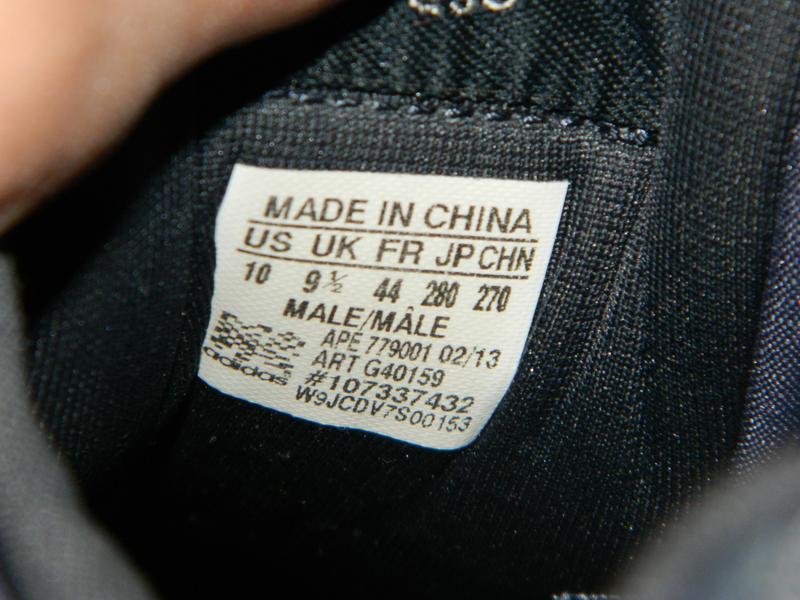 MADE IN CHINA
US UK FR JP CHN
10 9½ 44 280 270
MALE/MÂLE
APE 779001 02/13
ART G40159
#107337432
W9JCDV7S00153
adidas